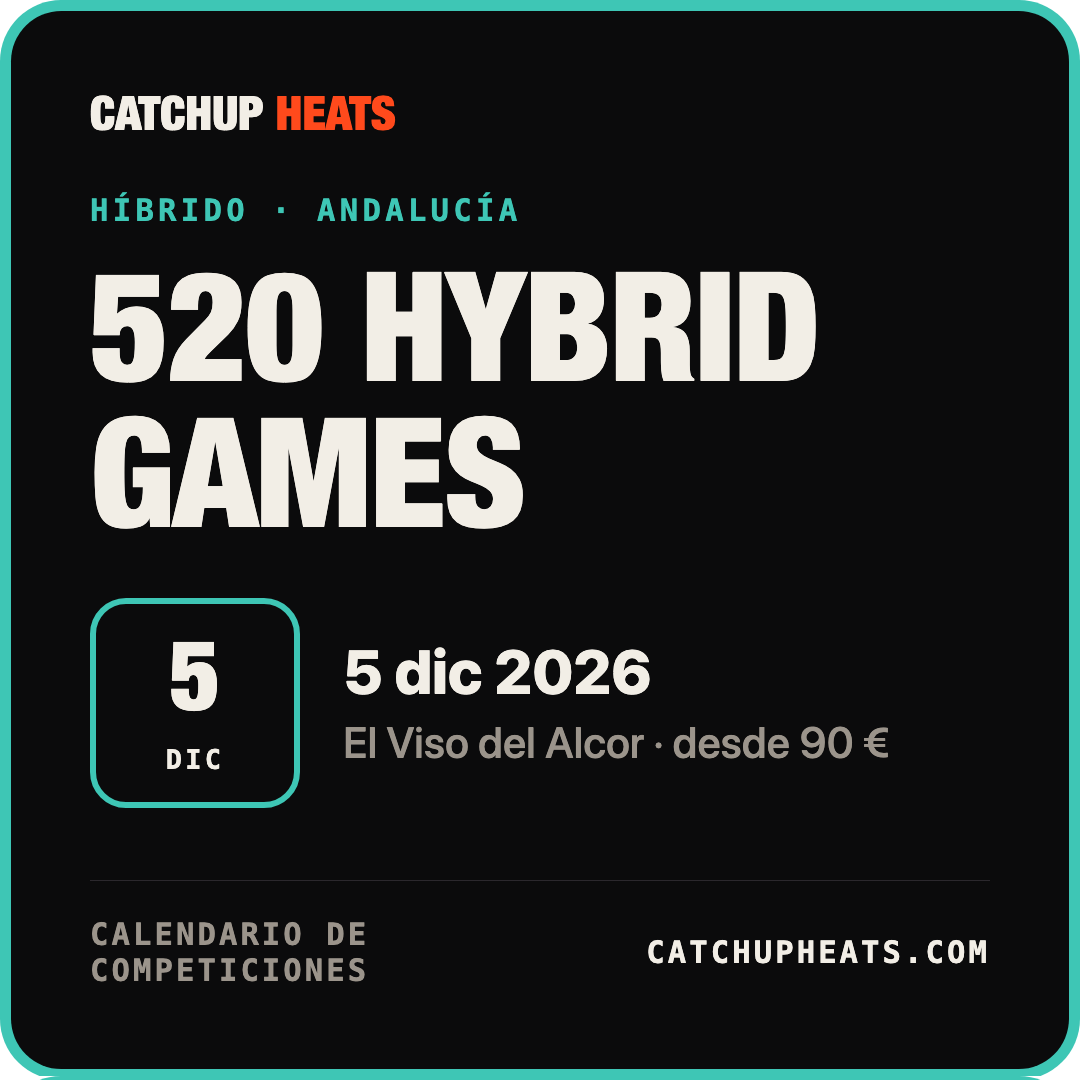 CATCHUP HEATS
HÍBRIDO · ANDALUCÍA
520 HYBRID
GAMES
5
DIC
5 dic 2026
El Viso del Alcor · desde 90 €
CALENDARIO DE
COMPETICIONES
CATCHUPHEATS.COM